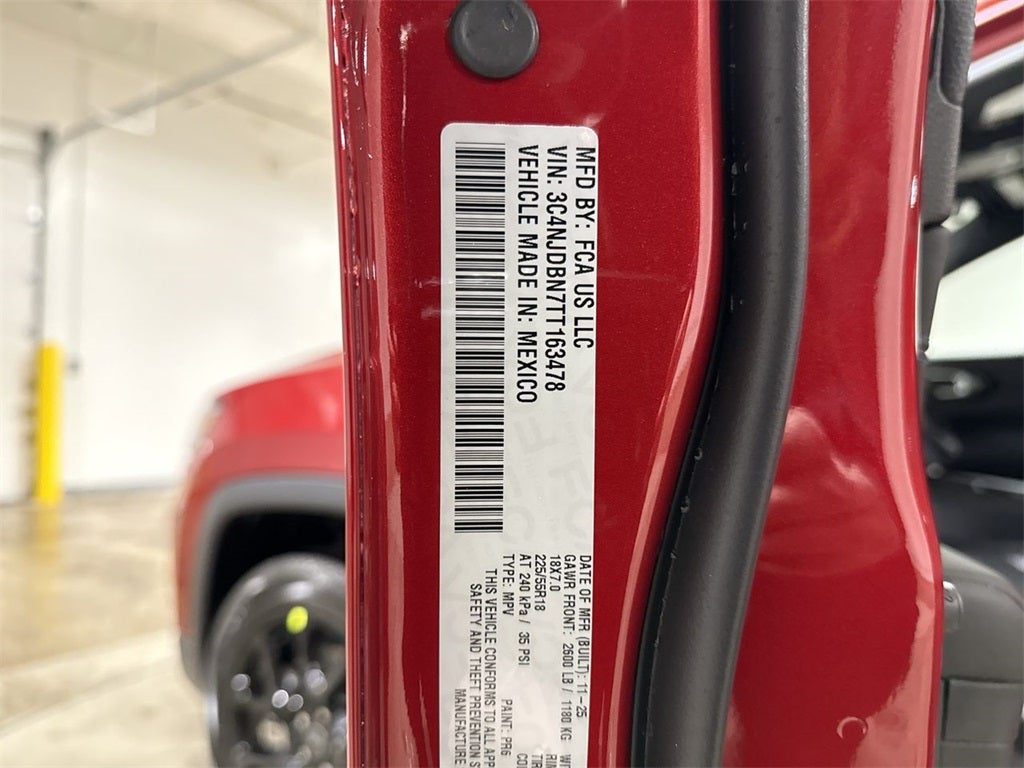 MFD BY: FCA US LLC
VIN: 3C4NJDBN7TT163478
VEHICLE MADE IN: MEXICO
DATE OF MFR (BUILT): 11-25
GAWR FRONT: 2600 LB / 1180 KG
18X7.0
225/55R18
AT 240 kPa / 35 PSI
TYPE: MPV PAINT: PR6
THIS VEHICLE CONFORMS TO ALL
SAFETY AND THEFT PREVENTION
MANUFACTURE